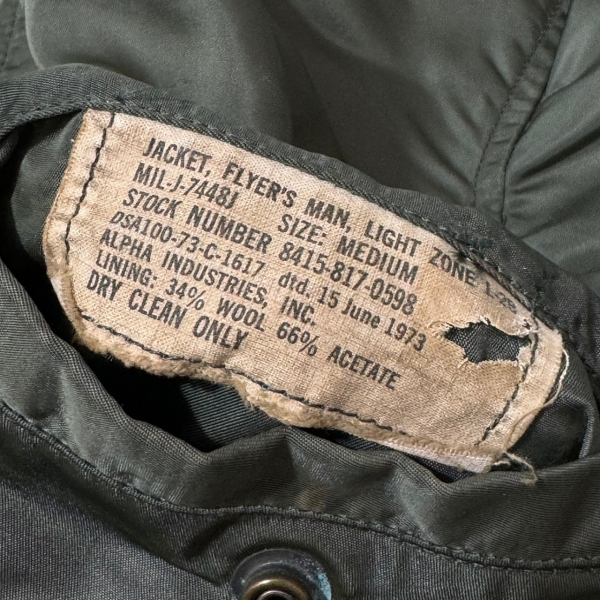 JACKET, FLYER'S MAN, LIGHT ZONE L-2B
MIL-J-7448J SIZE: MEDIUM
STOCK NUMBER 8415-817-0598
DSA100-73-C-1617 dtd. 15 June 1973
ALPHA INDUSTRIES, INC.
LINING: 34% WOOL 66% ACETATE
DRY CLEAN ONLY